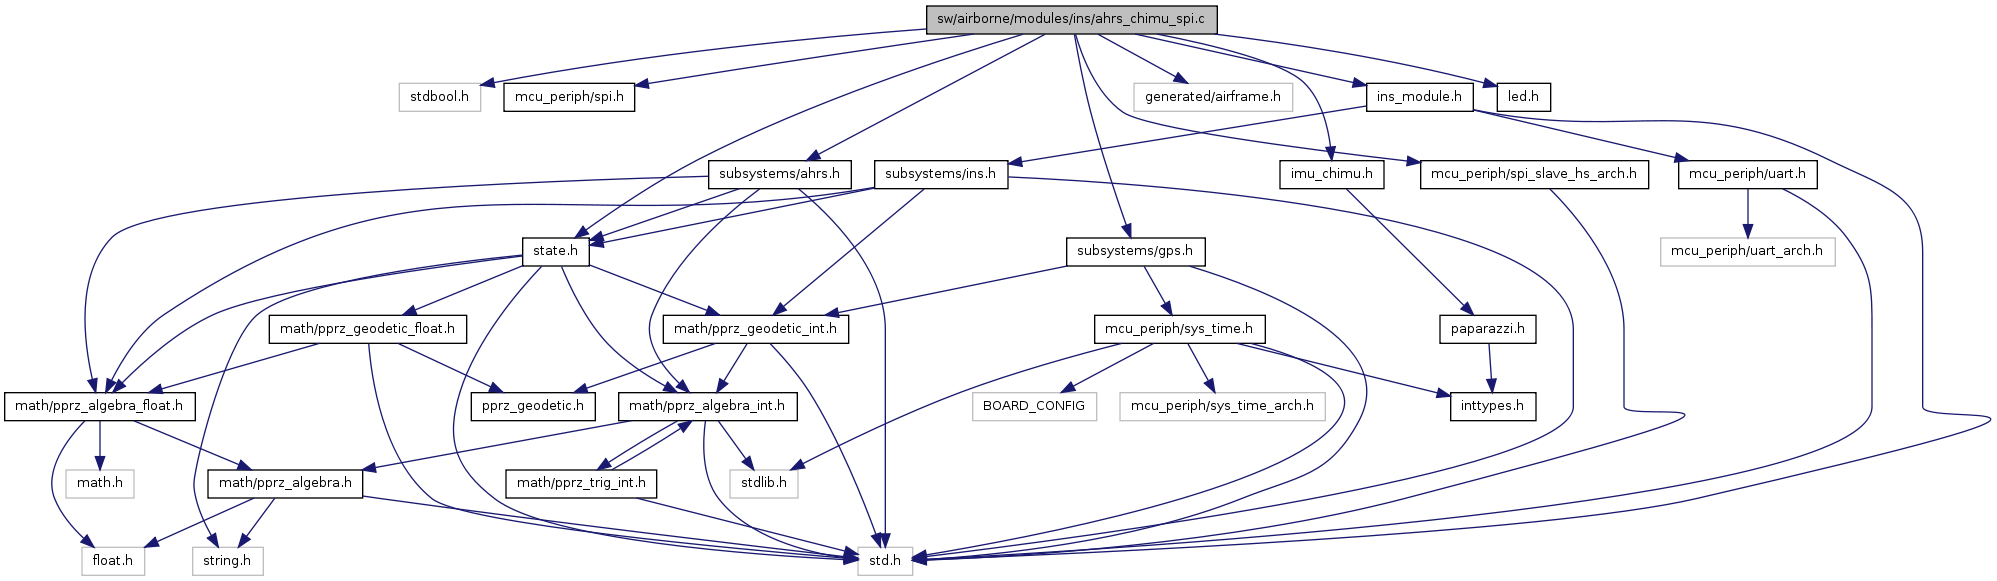 sw/airborne/modules/ins/ahrs_chimu_spi.c
stdbool.h
mcu_periph/spi.h
generated/airframe.h
ins_module.h
led.h
subsystems/ahrs.h
subsystems/ins.h
imu_chimu.h
mcu_periph/spi_slave_hs_arch.h
mcu_periph/uart.h
state.h
subsystems/gps.h
mcu_periph/uart_arch.h
math/pprz_geodetic_float.h
math/pprz_geodetic_int.h
mcu_periph/sys_time.h
paparazzi.h
math/pprz_algebra_float.h
pprz_geodetic.h
math/pprz_algebra_int.h
BOARD_CONFIG
mcu_periph/sys_time_arch.h
inttypes.h
math.h
math/pprz_algebra.h
math/pprz_trig_int.h
stdlib.h
float.h
string.h
std.h